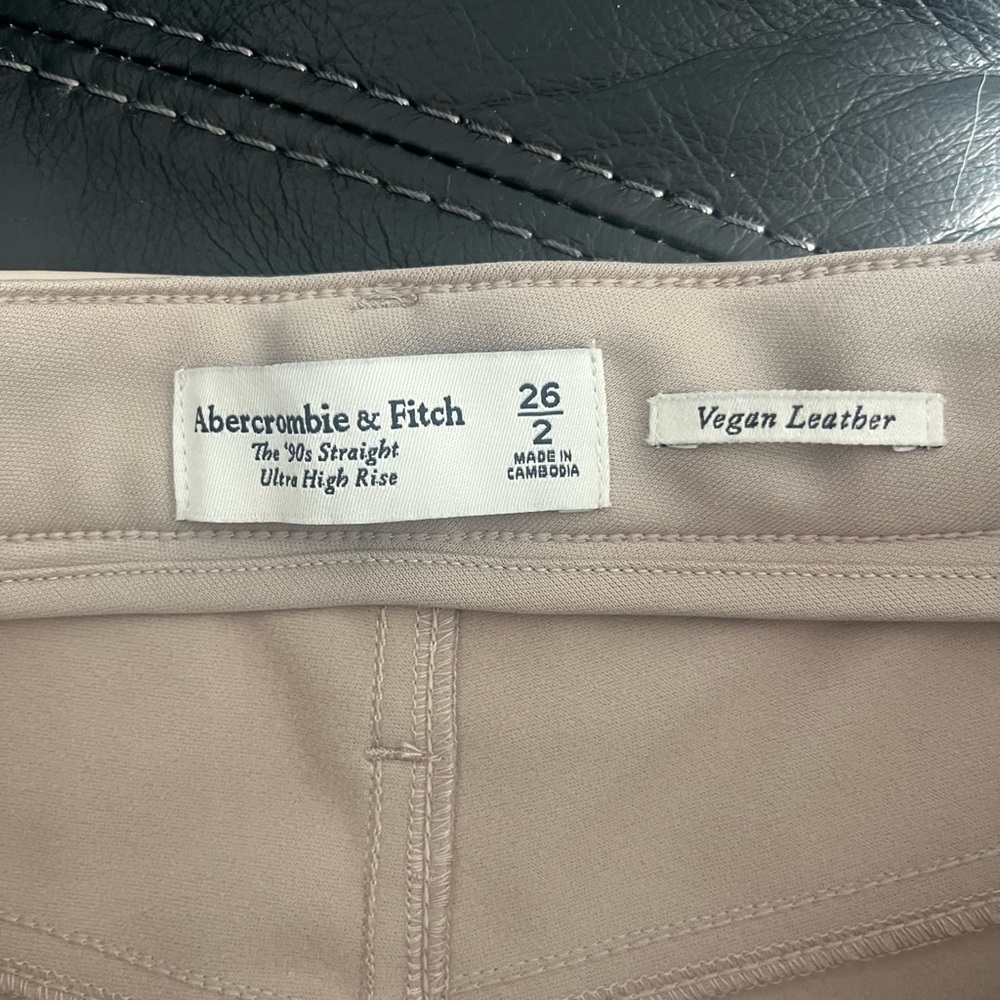 Abercrombie & Fitch
The '90s Straight
Ultra High Rise
26
2
MADE IN
CAMBODIA
Vegan Leather